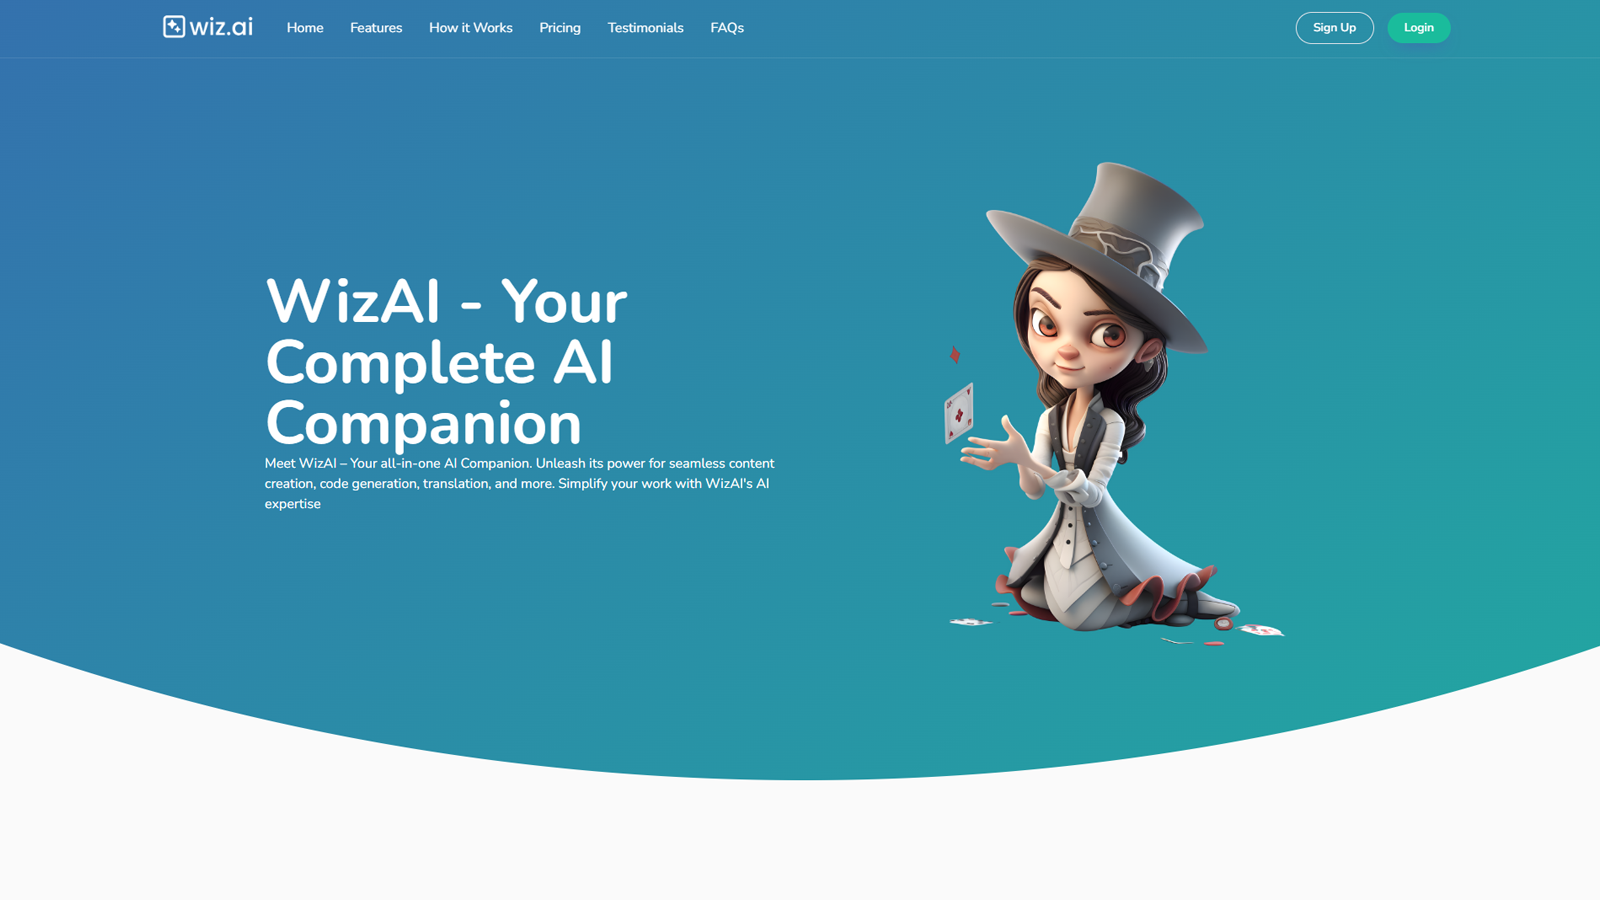 wiz.ai
Home
Features
How it Works
Pricing
Testimonials
FAQs
Sign Up
Login
WizAI - Your
Complete AI
Companion
Meet WizAI – Your all-in-one AI Companion. Unleash its power for seamless content
creation, code generation, translation, and more. Simplify your work with WizAI's AI
expertise